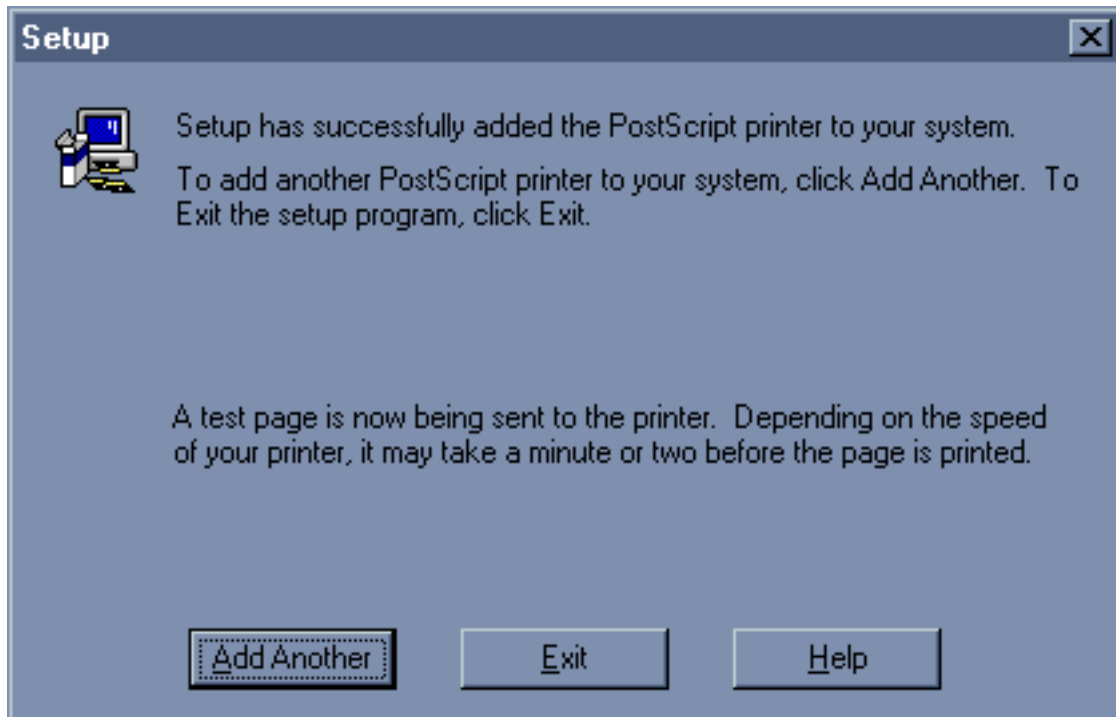 Setup
Setup has successfully added the PostScript printer to your system.
To add another PostScript printer to your system, click Add Another.  To
Exit the setup program, click Exit.
A test page is now being sent to the printer.  Depending on the speed
of your printer, it may take a minute or two before the page is printed.
Add Another
Exit
Help